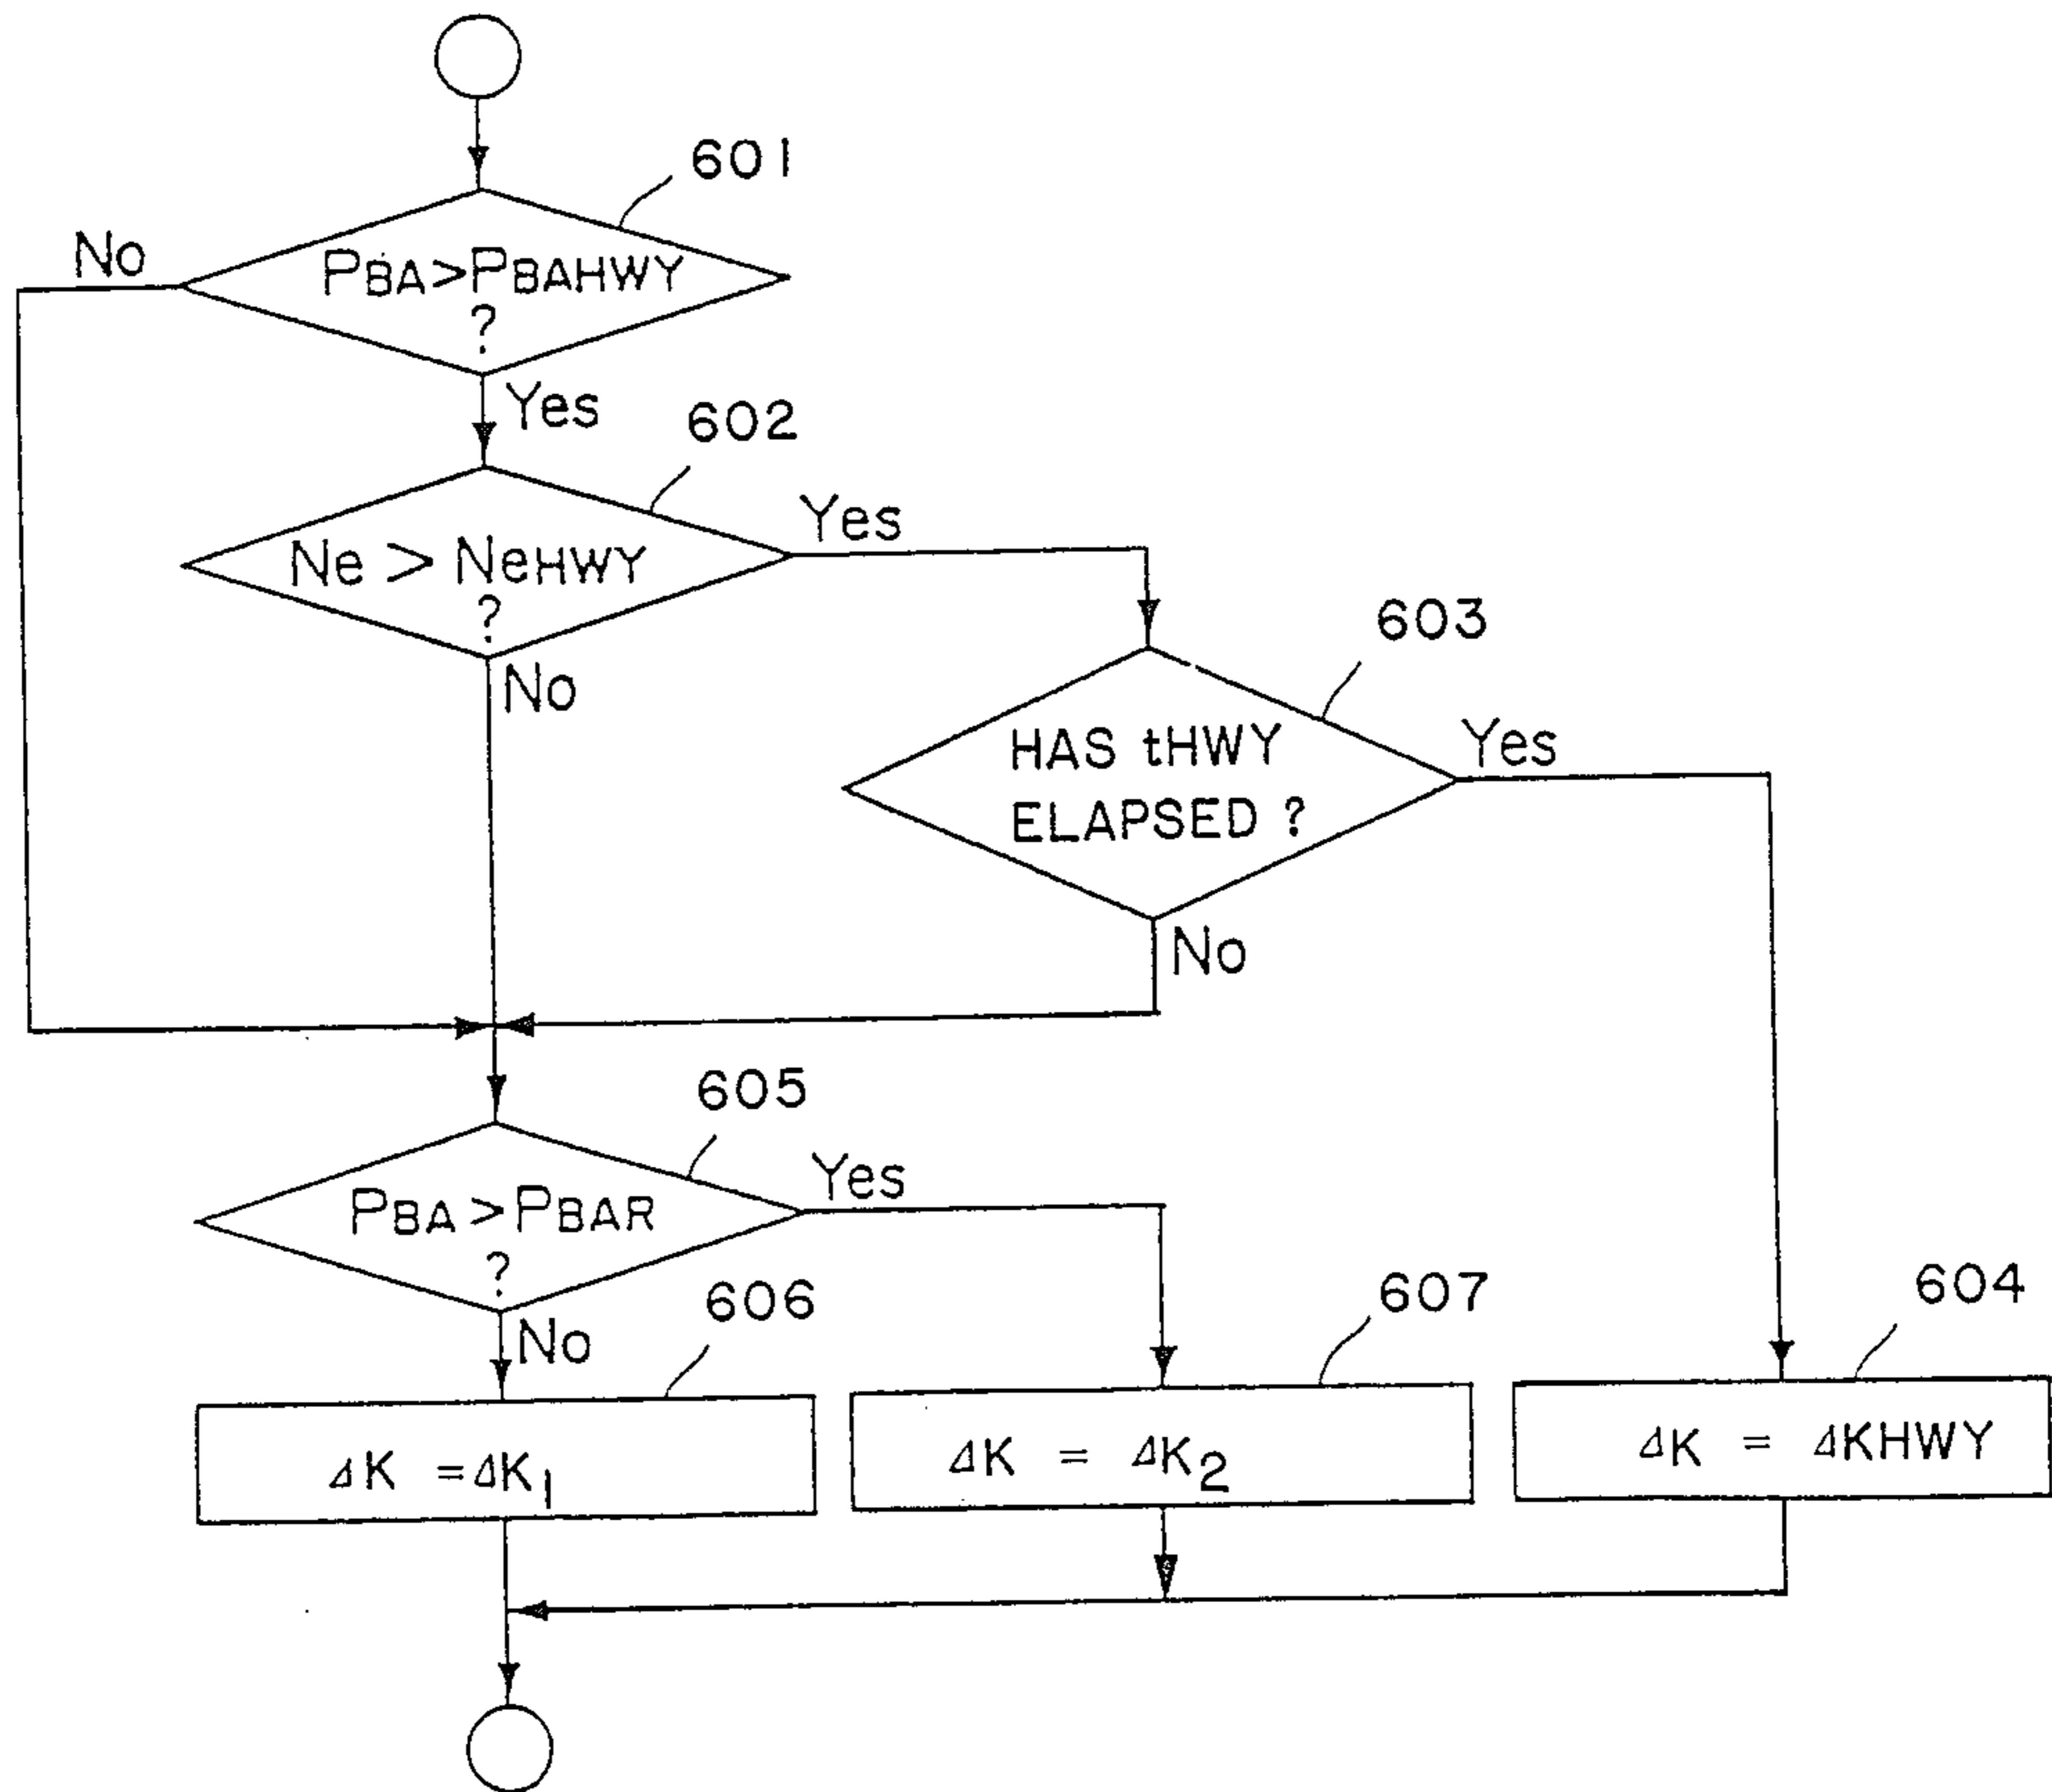 601
No
PBA>PBAHWY
?
Yes
602
Yes
Ne > NeHWY
?
No
603
HAS tHWY
ELAPSED ?
Yes
No
605
Yes
PBA>PBAR
?
No
606
607
604
ΔK =ΔK1
ΔK = ΔK2
ΔK = ΔKHWY